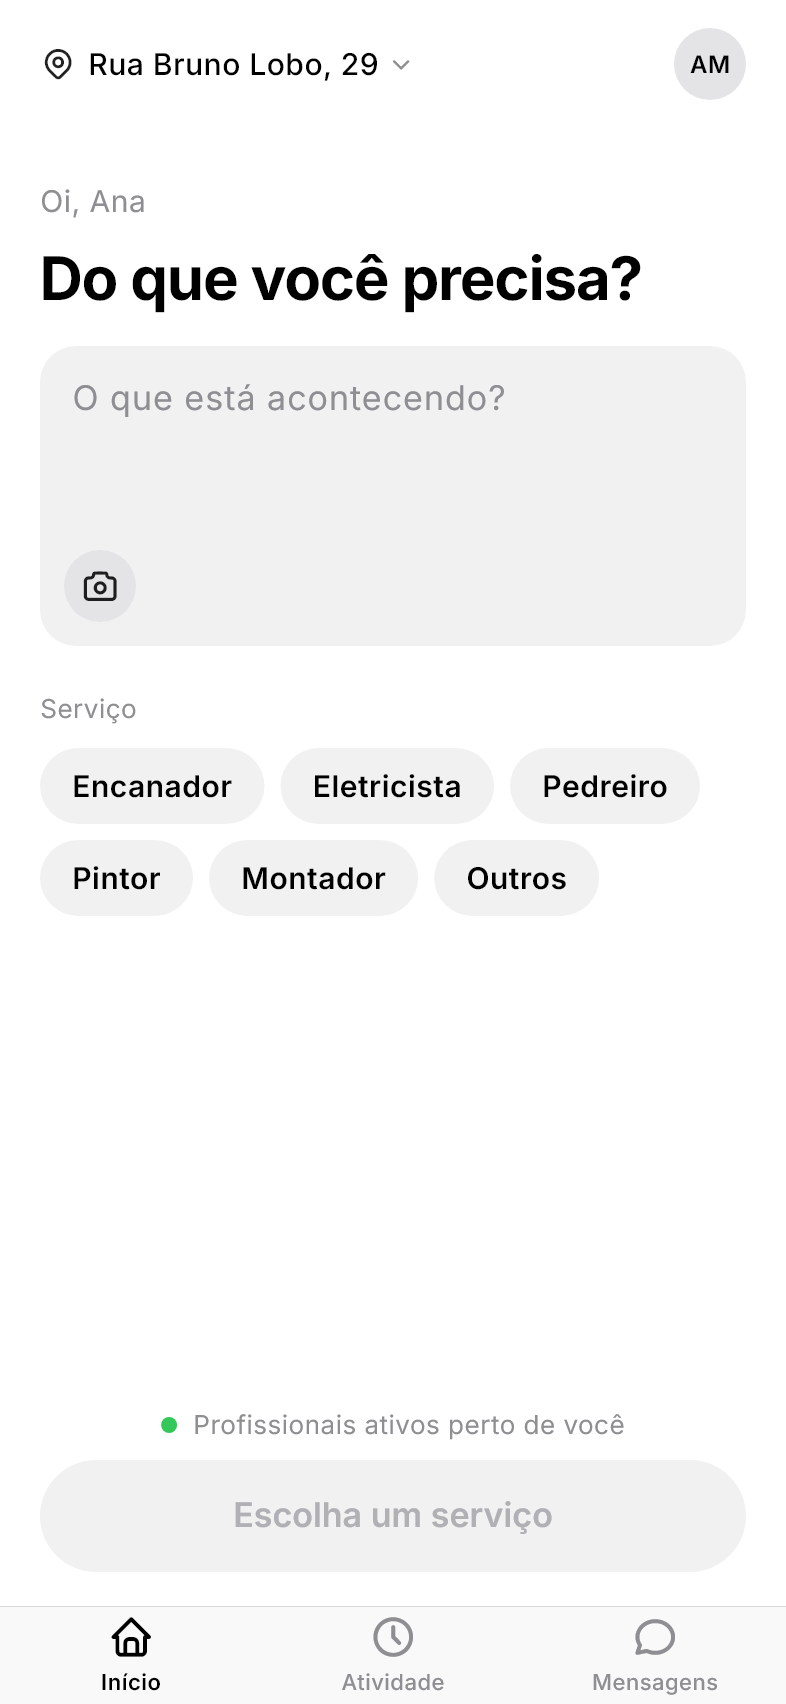 Rua Bruno Lobo, 29
AM
Oi, Ana
Do que você precisa?
O que está acontecendo?
Serviço
Encanador
Eletricista
Pedreiro
Pintor
Montador
Outros
Profissionais ativos perto de você
Escolha um serviço
Início
Atividade
Mensagens